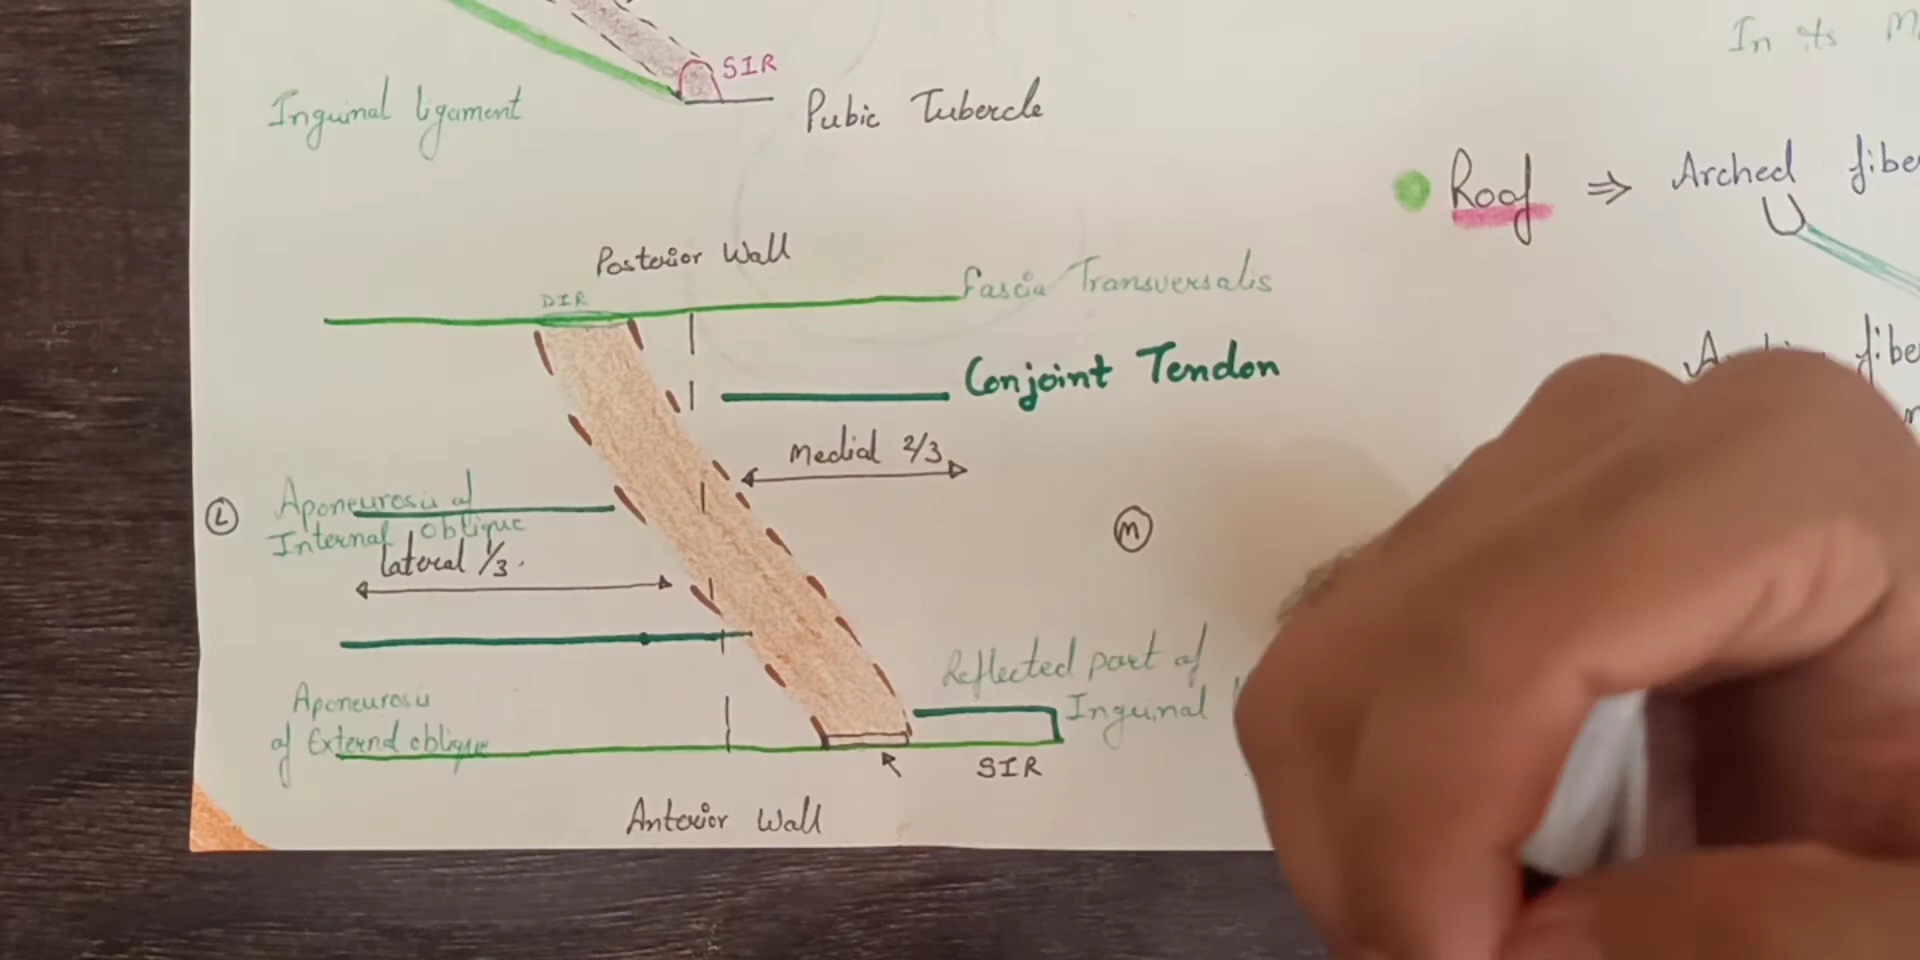 In its
SIR
Inguinal ligament
Pubic Tubercle
Roof ⇒ Arched
Posterior Wall
DIR
Fascia Transversalis
Conjoint Tendon
Medial 2/3
L
Aponeurosis of
Internal oblique
lateral 1/3.
M
Reflected part of
Inguinal
Aponeurosis
of External oblique
SIR
Anterior Wall